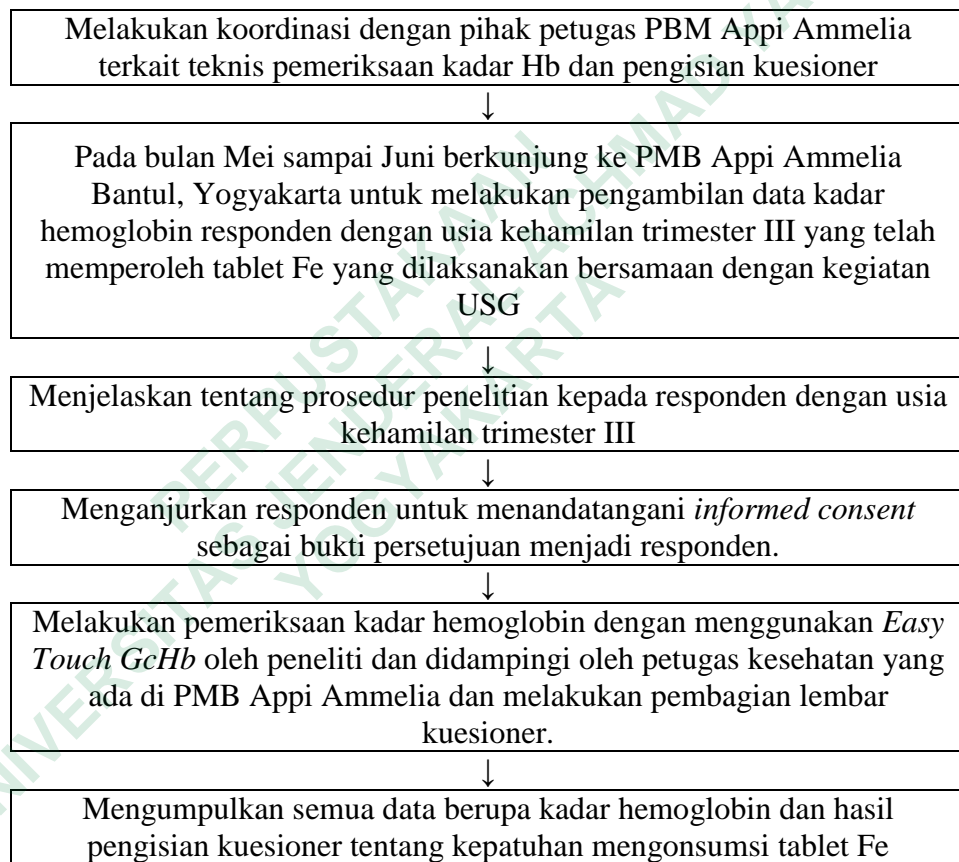 Melakukan koordinasi dengan pihak petugas PBM Appi Ammelia
terkait teknis pemeriksaan kadar Hb dan pengisian kuesioner
↓
Pada bulan Mei sampai Juni berkunjung ke PMB Appi Ammelia
Bantul, Yogyakarta untuk melakukan pengambilan data kadar
hemoglobin responden dengan usia kehamilan trimester III yang telah
memperoleh tablet Fe yang dilaksanakan bersamaan dengan kegiatan
USG
↓
Menjelaskan tentang prosedur penelitian kepada responden dengan usia
kehamilan trimester III
↓
Menganjurkan responden untuk menandatangani informed consent
sebagai bukti persetujuan menjadi responden.
↓
Melakukan pemeriksaan kadar hemoglobin dengan menggunakan Easy
Touch GcHb oleh peneliti dan didampingi oleh petugas kesehatan yang
ada di PMB Appi Ammelia dan melakukan pembagian lembar
kuesioner.
↓
Mengumpulkan semua data berupa kadar hemoglobin dan hasil
pengisian kuesioner tentang kepatuhan mengonsumsi tablet Fe
PERPUSTAKAAN
UNIVERSITAS JENDERAL ACHMAD YA
YOGYAKARTA